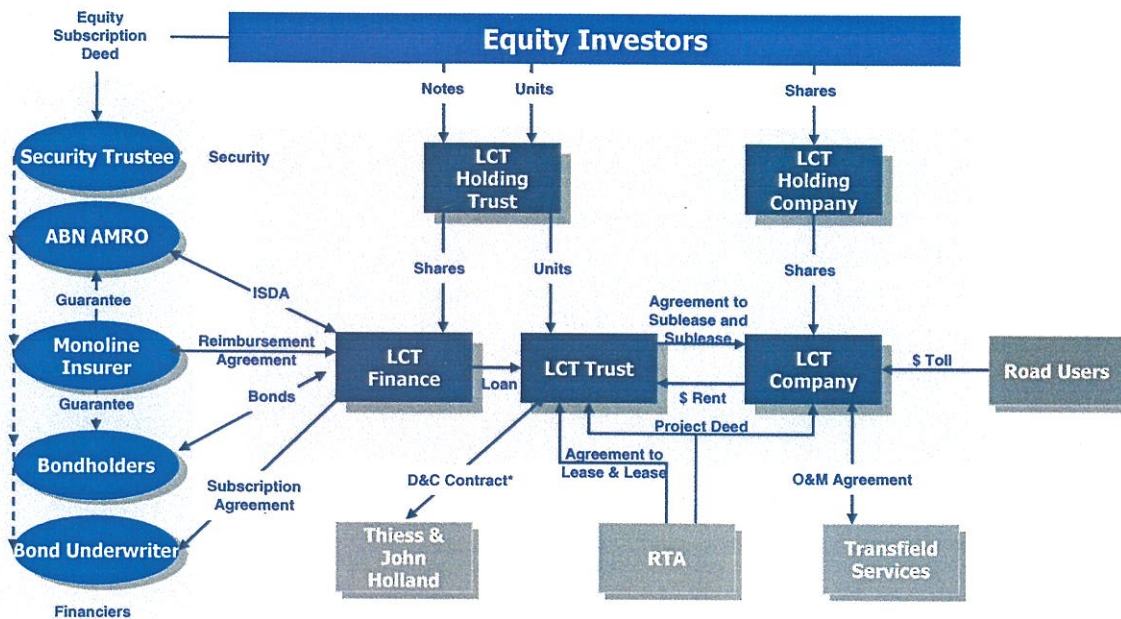 Equity
Subscription
Deed
Equity Investors
Notes
Units
Shares
Security Trustee
Security
LCT
Holding
Trust
LCT
Holding
Company
ABN AMRO
Shares
Units
Shares
Guarantee
ISDA
Agreement to
Sublease and
Sublease
Monoline
Insurer
Reimbursement
Agreement
LCT
Finance
Loan
LCT Trust
LCT
Company
$ Toll
Road Users
Guarantee
Bonds
$ Rent
Project Deed
Bondholders
Agreement to
Lease & Lease
Subscription
Agreement
D&C Contract*
O&M Agreement
Bond Underwriter
Thiess &
John
Holland
RTA
Transfield
Services
Financiers